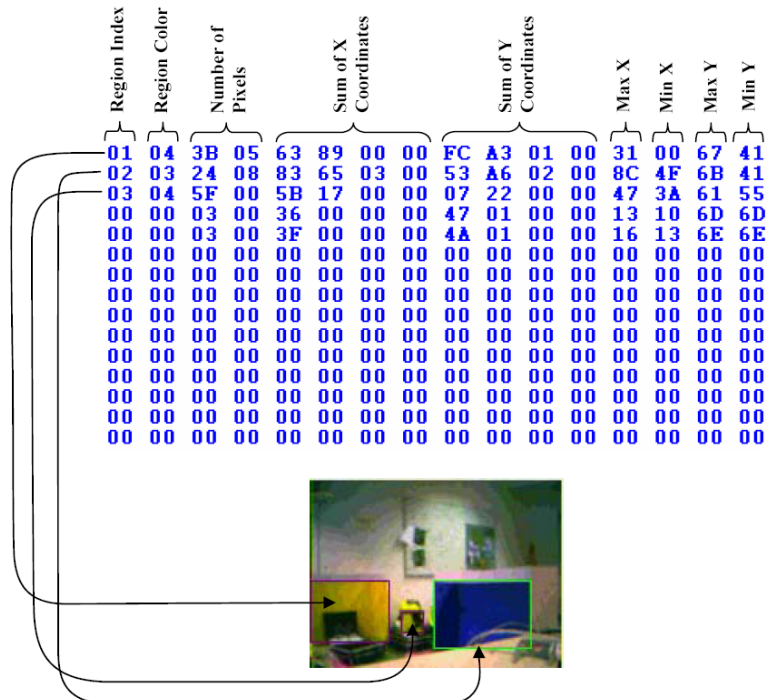 Region Index
Region Color
Number of
Pixels
Sum of X
Coordinates
Sum of Y
Coordinates
Max X
Min X
Max Y
Min Y
01 04 3B 05 63 89 00 00 FC A3 01 00 31 00 67 41
02 03 24 08 83 65 03 00 53 A6 02 00 8C 4F 6B 41
03 04 5F 00 5B 17 00 00 07 22 00 00 47 3A 61 55
00 00 03 00 36 00 00 00 47 01 00 00 13 10 6D 6D
00 00 03 00 3F 00 00 00 4A 01 00 00 16 13 6E 6E
00 00 00 00 00 00 00 00 00 00 00 00 00 00 00 00
00 00 00 00 00 00 00 00 00 00 00 00 00 00 00 00
00 00 00 00 00 00 00 00 00 00 00 00 00 00 00 00
00 00 00 00 00 00 00 00 00 00 00 00 00 00 00 00
00 00 00 00 00 00 00 00 00 00 00 00 00 00 00 00
00 00 00 00 00 00 00 00 00 00 00 00 00 00 00 00
00 00 00 00 00 00 00 00 00 00 00 00 00 00 00 00
00 00 00 00 00 00 00 00 00 00 00 00 00 00 00 00
00 00 00 00 00 00 00 00 00 00 00 00 00 00 00 00
00 00 00 00 00 00 00 00 00 00 00 00 00 00 00 00